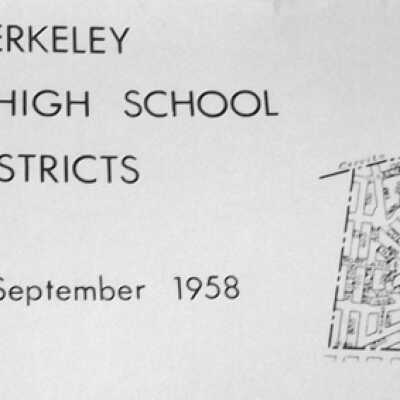 ERKELEY
HIGH SCHOOL
STRICTS
September 1958